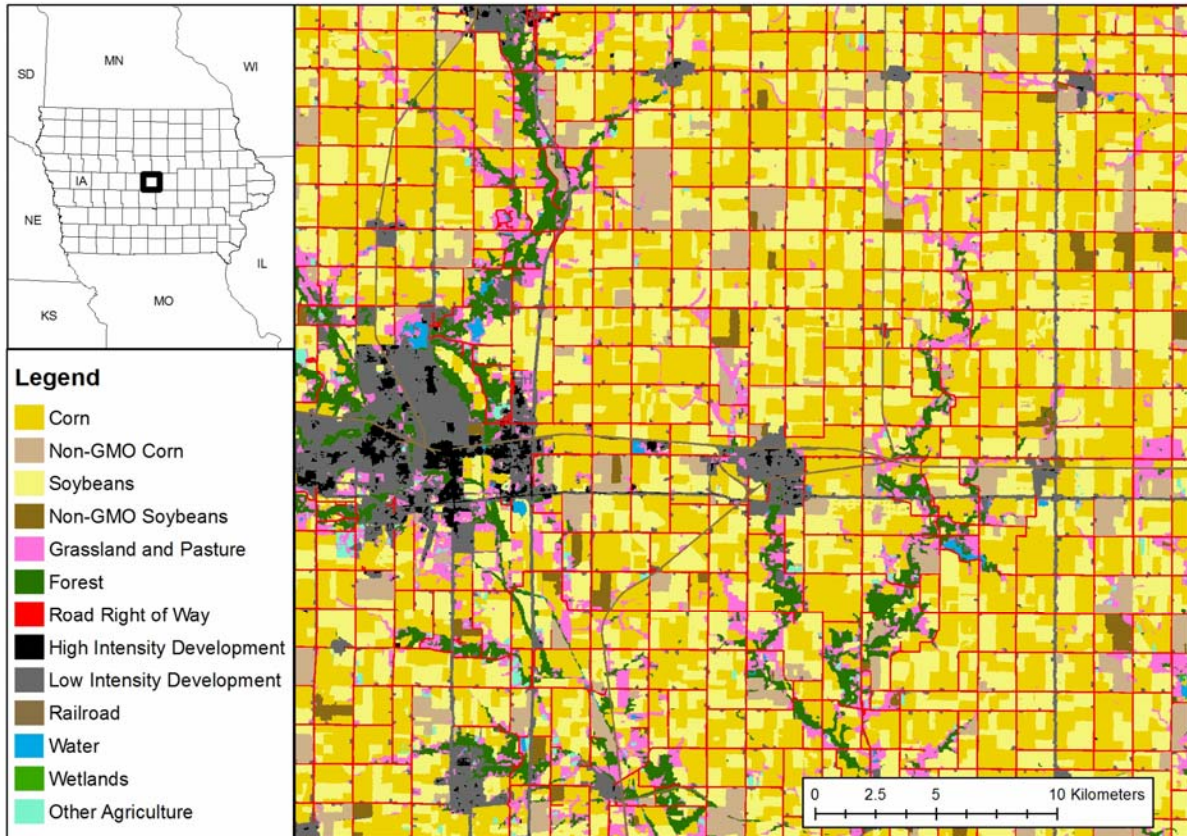 MN
WI
SD
IA
NE
IL
KS
MO
Legend
Corn
Non-GMO Corn
Soybeans
Non-GMO Soybeans
Grassland and Pasture
Forest
Road Right of Way
High Intensity Development
Low Intensity Development
Railroad
Water
Wetlands
Other Agriculture
0 2.5 5 10 Kilometers